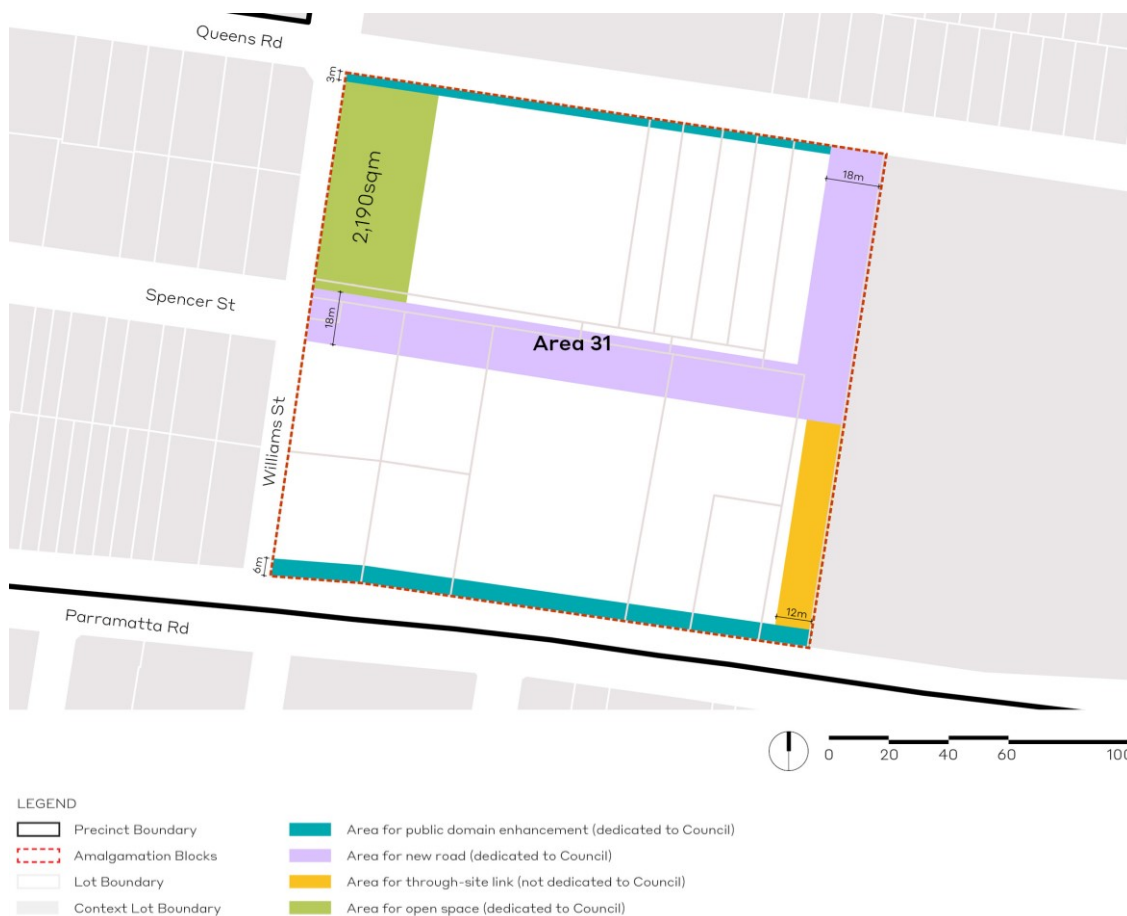 Queens Rd
3m
18m
2,190sqm
Spencer St
18m
Area 31
Williams St
6m
12m
Parramatta Rd
0 20 40 60 100
LEGEND
Precinct Boundary
Amalgamation Blocks
Lot Boundary
Context Lot Boundary
Area for public domain enhancement (dedicated to Council)
Area for new road (dedicated to Council)
Area for through-site link (not dedicated to Council)
Area for open space (dedicated to Council)